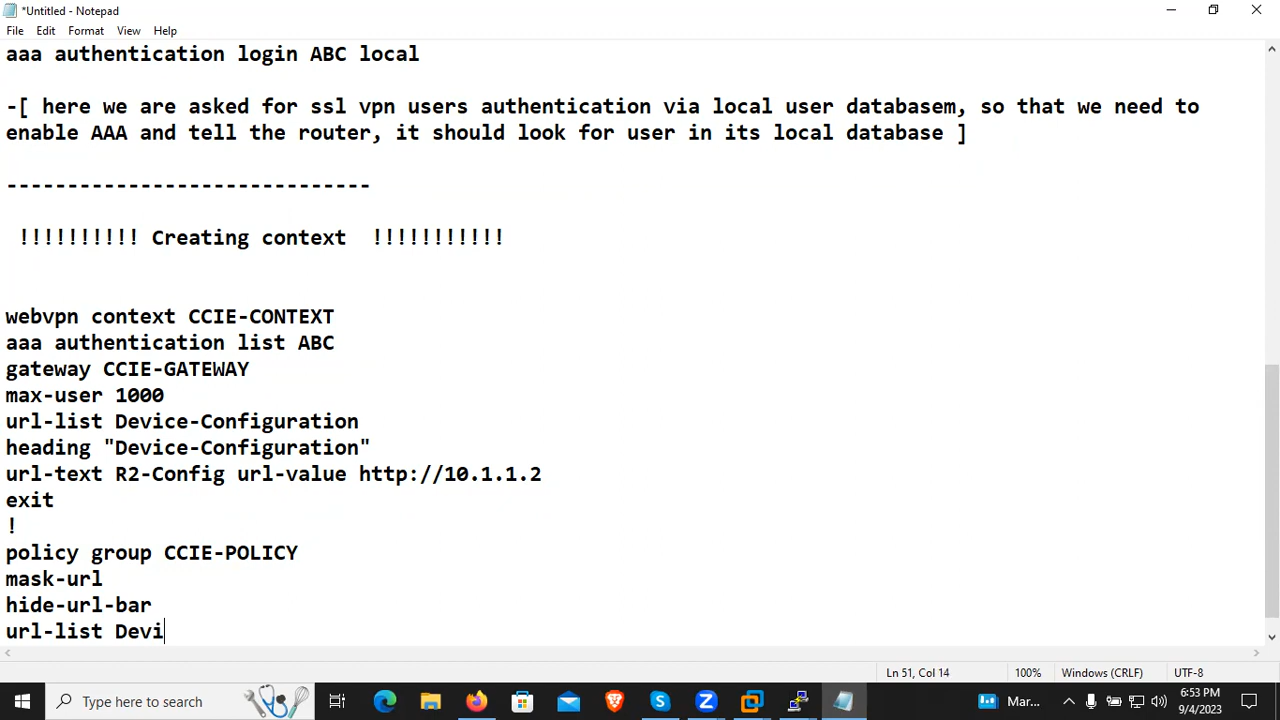 *Untitled - Notepad
File Edit Format View Help
aaa authentication login ABC local
-[ here we are asked for ssl vpn users authentication via local user databasem, so that we need to
enable AAA and tell the router, it should look for user in its local database ]
------------------------------
!!!!!!!!!! Creating context !!!!!!!!!!!
webvpn context CCIE-CONTEXT
aaa authentication list ABC
gateway CCIE-GATEWAY
max-user 1000
url-list Device-Configuration
heading "Device-Configuration"
url-text R2-Config url-value http://10.1.1.2
exit
!
policy group CCIE-POLICY
mask-url
hide-url-bar
url-list Devi
Ln 51, Col 14 100% Windows (CRLF) UTF-8
Type here to search Mar... 6:53 PM
9/4/2023